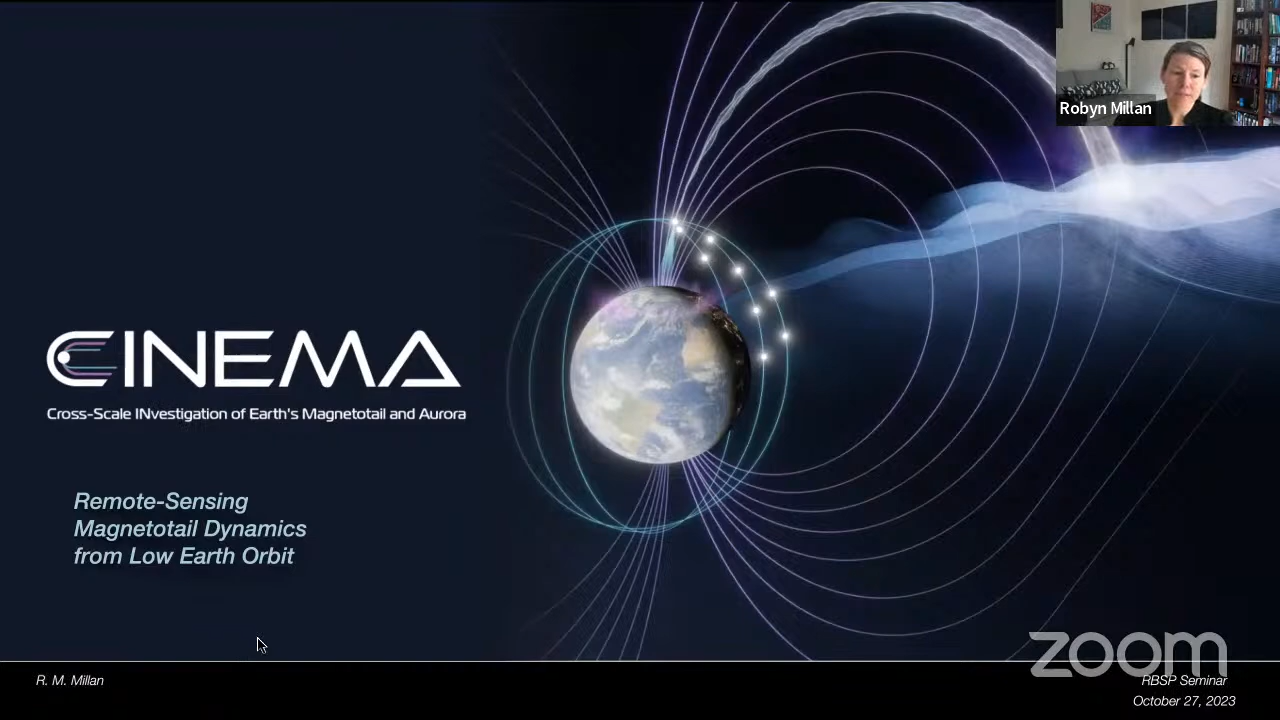 Robyn Millan
CINEMA
Cross-Scale INvestigation of Earth's Magnetotail and Aurora
Remote-Sensing
Magnetotail Dynamics
from Low Earth Orbit
zoom
R. M. Millan
RBSP Seminar
October 27, 2023